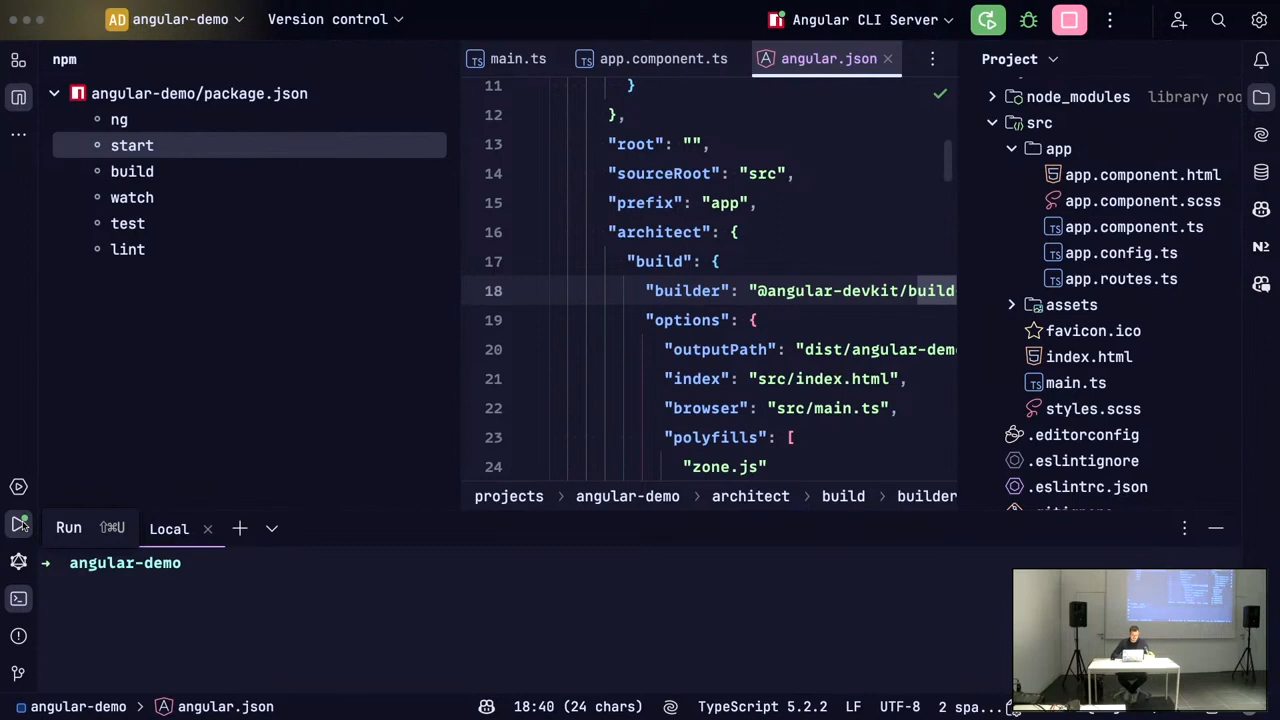 AD angular-demo
Version control
Angular CLI Server
npm
angular-demo/package.json
ng
start
build
watch
test
lint
main.ts
app.component.ts
angular.json
11 }
12 },
13 "root": "",
14 "sourceRoot": "src",
15 "prefix": "app",
16 "architect": {
17 "build": {
18 "builder": "@angular-devkit/build
19 "options": {
20 "outputPath": "dist/angular-dem
21 "index": "src/index.html",
22 "browser": "src/main.ts",
23 "polyfills": [
24 "zone.js"
projects > angular-demo > architect > build > builder
Project
node_modules library roo
src
app
app.component.html
app.component.scss
app.component.ts
app.config.ts
app.routes.ts
assets
favicon.ico
index.html
main.ts
styles.scss
.editorconfig
.eslintignore
.eslintrc.json
.gitignore
N2
Run ⇧⌘U
Local
→ angular-demo
angular-demo > angular.json
18:40 (24 chars)
TypeScript 5.2.2
LF
UTF-8
2 spa...